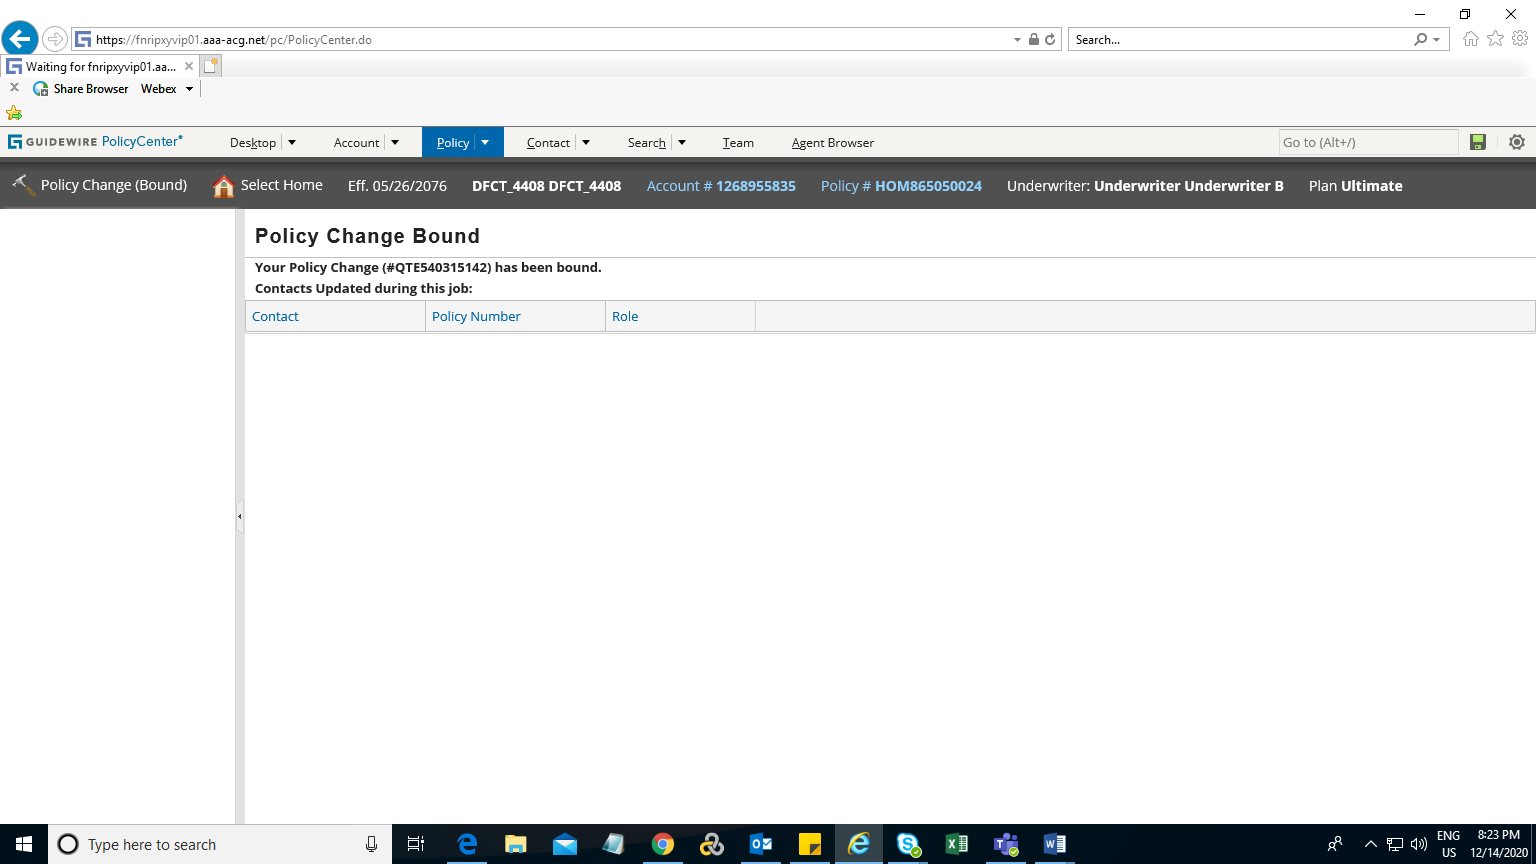 https://fnripxyvip01.aaa-acg.net/pc/PolicyCenter.do
Search...
Waiting for fnripxyvip01.aa...
x Share Browser Webex
GUIDEWIRE PolicyCenter®
Desktop Account Policy Contact Search Team Agent Browser
Go to (Alt+/)
Policy Change (Bound) Select Home Eff. 05/26/2076 DFCT_4408 DFCT_4408 Account # 1268955835 Policy # HOM865050024 Underwriter: Underwriter Underwriter B Plan Ultimate
Policy Change Bound
Your Policy Change (#QTE540315142) has been bound.
Contacts Updated during this job:
Contact Policy Number Role
Type here to search
ENG
US
8:23 PM
12/14/2020